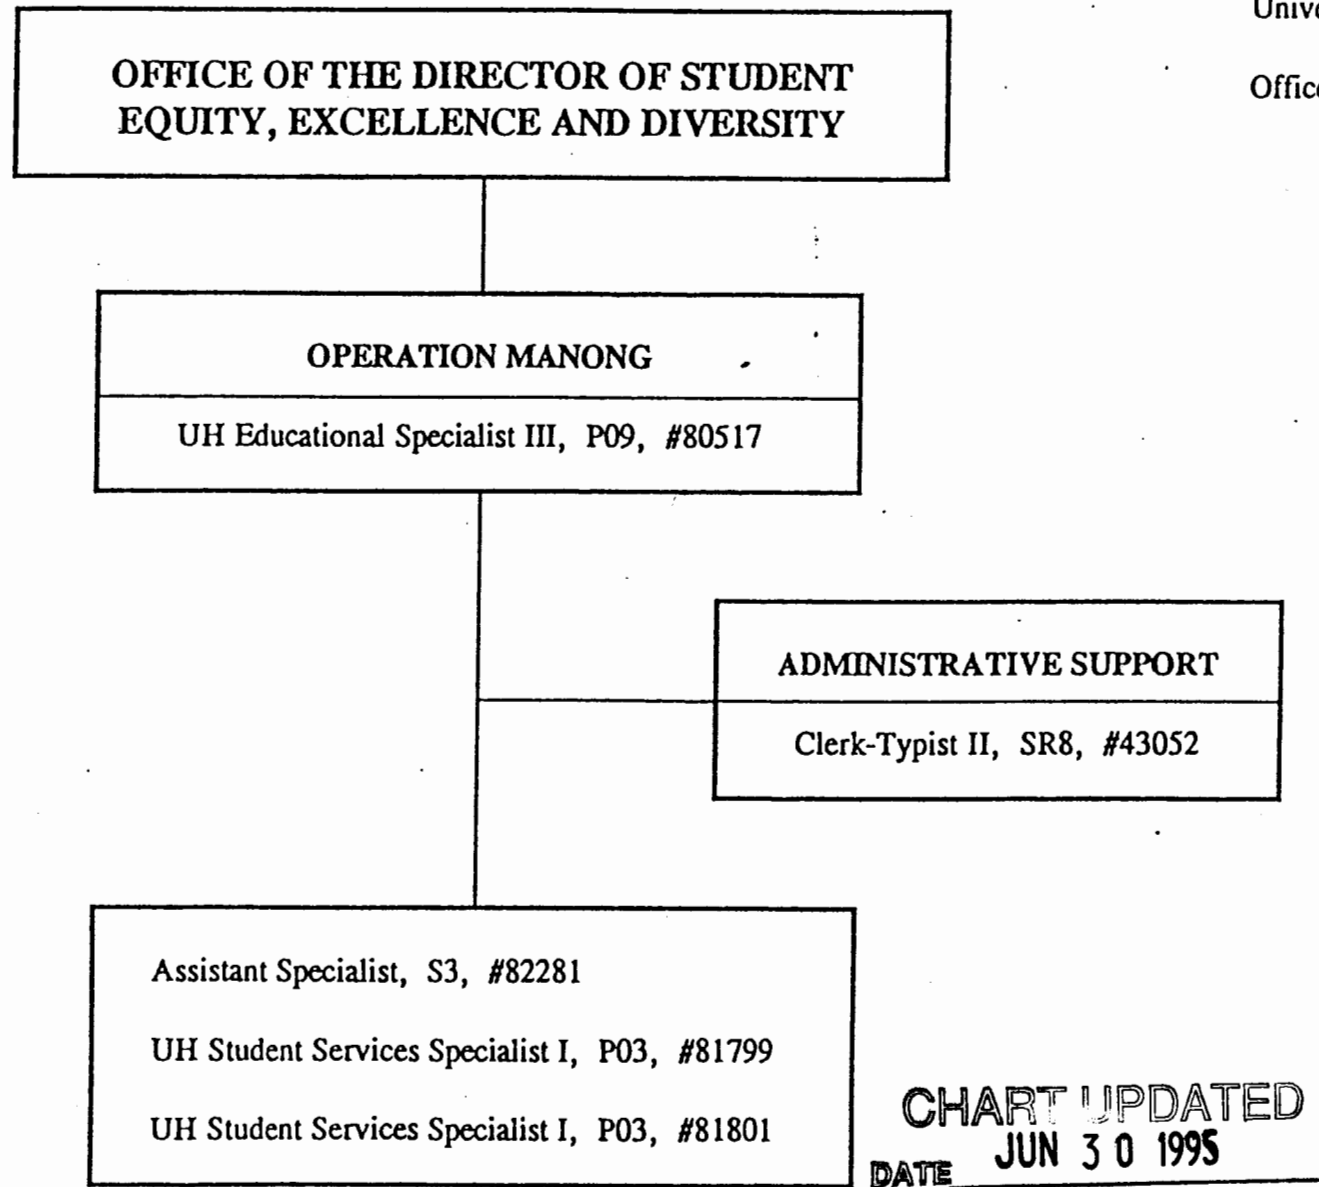 Office
OFFICE OF THE DIRECTOR OF STUDENT
EQUITY, EXCELLENCE AND DIVERSITY
OPERATION MANONG
UH Educational Specialist III, P09, #80517
ADMINISTRATIVE SUPPORT
Clerk-Typist II, SR8, #43052
Assistant Specialist, S3, #82281
UH Student Services Specialist I, P03, #81799
UH Student Services Specialist I, P03, #81801
CHART UPDATED
DATE JUN 30 1995